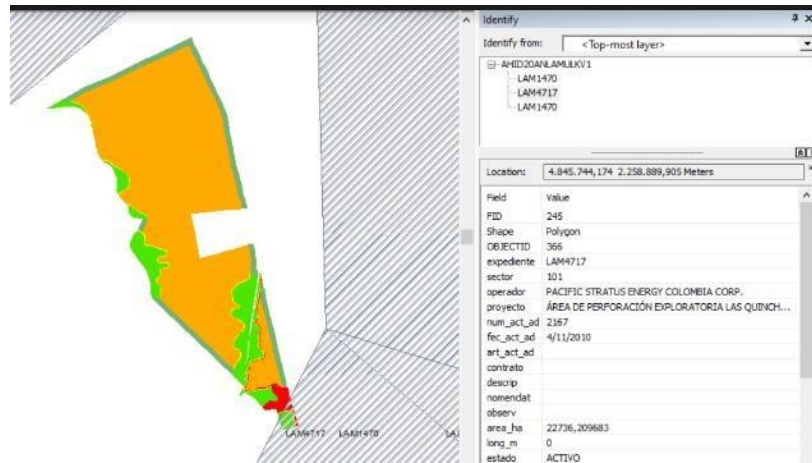 Identify
Identify from: <Top-most layer>
AHID20ANLAMULKV1
LAM1470
LAM4717
LAM1470
Location: 4.845.744,174 2.258.889,905 Meters
Field Value
FID 245
Shape Polygon
OBJECTID 366
expediente LAM4717
sector 101
operador PACIFIC STRATUS ENERGY COLOMBIA CORP.
proyecto ÁREA DE PERFORACIÓN EXPLORATORIA LAS QUINCH...
num_act_ad 2167
fec_act_ad 4/11/2010
art_act_ad
contrato
descrip
nomendat
observ
area_ha 22736,209683
long_m 0
estado ACTIVO
LAM4717 LAM1470